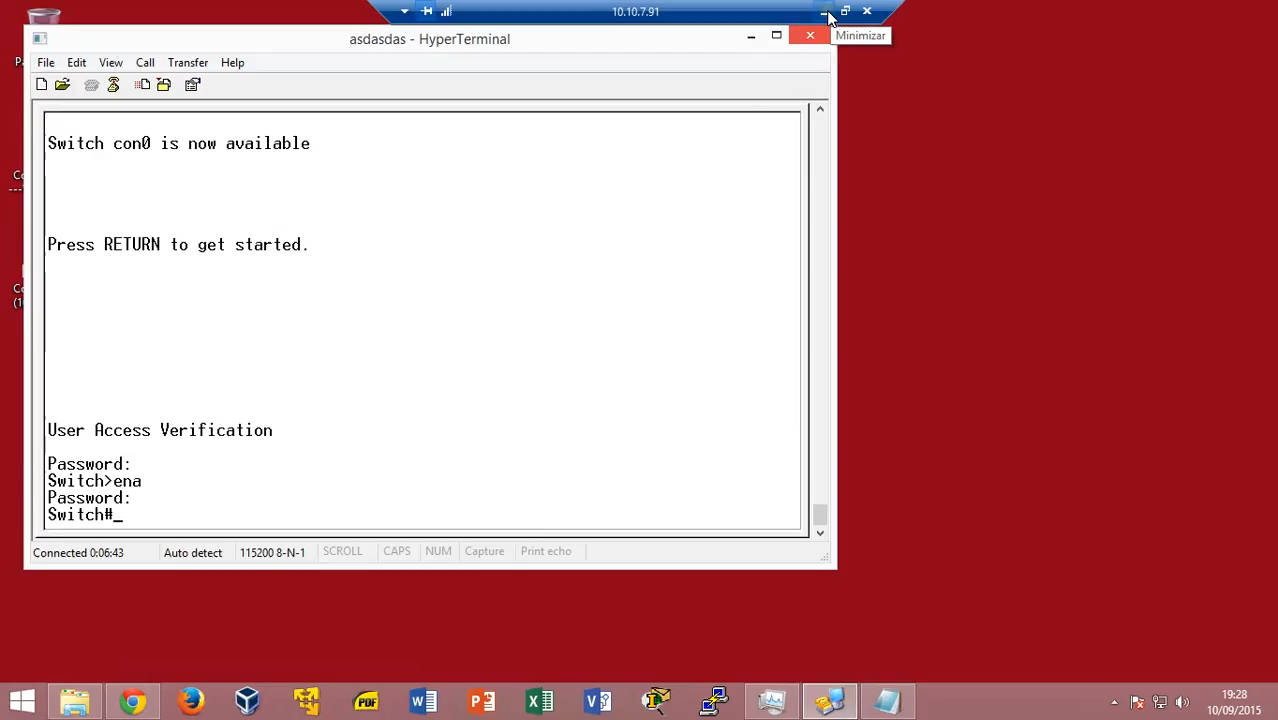 10.10.7.91
Minimizar
asdasdas - HyperTerminal
File Edit View Call Transfer Help
Switch con0 is now available
Press RETURN to get started.
User Access Verification
Password:
Switch>ena
Password:
Switch#_
Connected 0:06:43 Auto detect 115200 8-N-1 SCROLL CAPS NUM Capture Print echo
PDF
19:28
10/09/2015